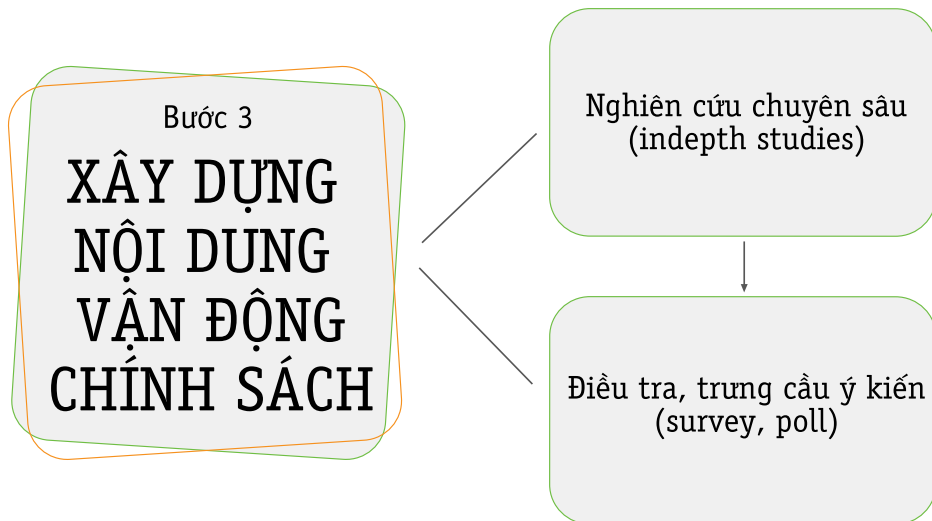 Bước 3
XÂY DỰNG
NỘI DUNG
VẬN ĐỘNG
CHÍNH SÁCH
Nghiên cứu chuyên sâu
(indepth studies)
Điều tra, trưng cầu ý kiến
(survey, poll)